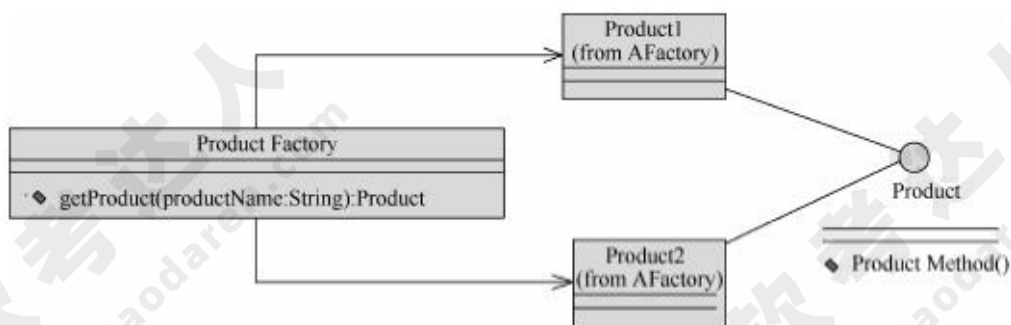 Product1
(from AFactory)
Product Factory
getProduct(productName:String):Product
Product
Product Method()
Product2
(from AFactory)